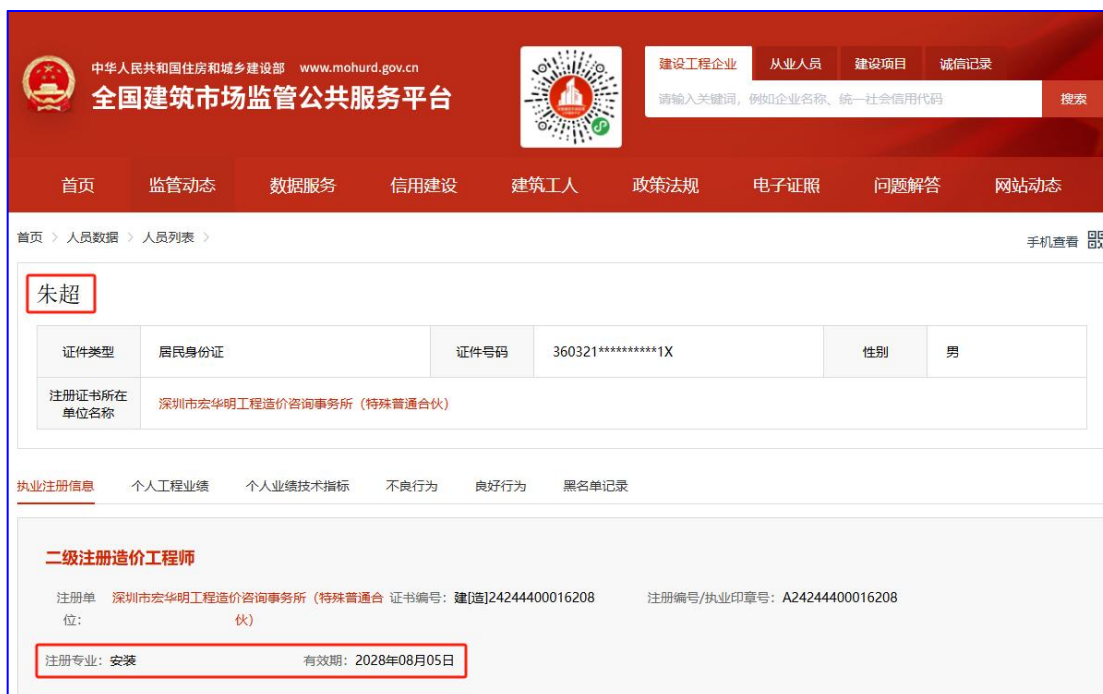 中华人民共和国住房和城乡建设部 www.mohurd.gov.cn
全国建筑市场监管公共服务平台
建设工程企业 从业人员 建设项目 诚信记录
请输入关键词，例如企业名称、统一社会信用代码 搜索
首页 监管动态 数据服务 信用建设 建筑工人 政策法规 电子证照 问题解答 网站动态
首页 > 人员数据 > 人员列表 >
手机查看
朱超
证件类型 居民身份证 证件号码 360321**********1X 性别 男
注册证书所在
单位名称
深圳市宏华明工程造价咨询事务所（特殊普通合伙）
执业注册信息 个人工程业绩 个人业绩技术指标 不良行为 良好行为 黑名单记录
二级注册造价工程师
注册单 深圳市宏华明工程造价咨询事务所（特殊普通合 证书编号：建[造]24244400016208 注册编号/执业印章号：A24244400016208
位： 伙）
注册专业：安装 有效期：2028年08月05日